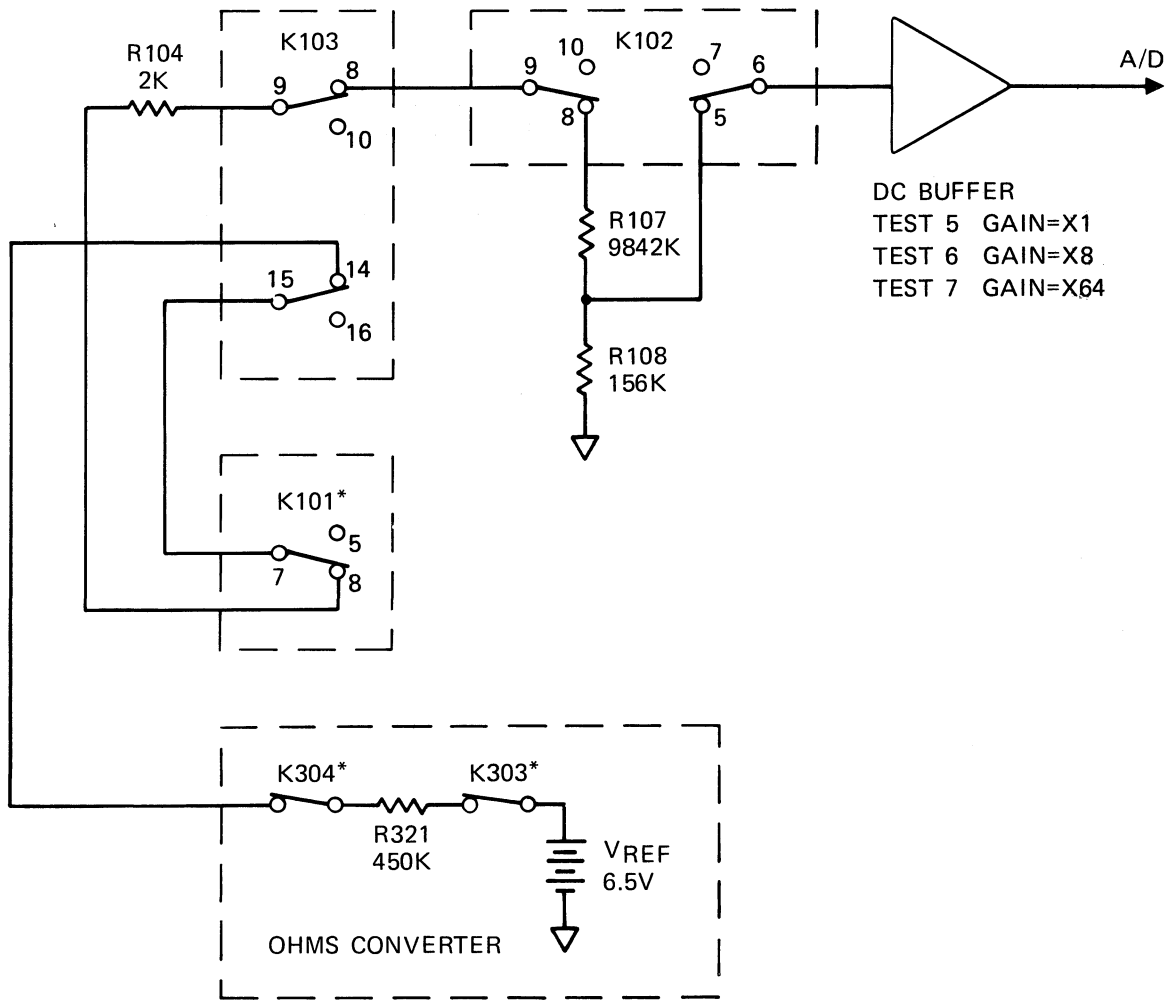 R104
2K
K103
9
8
10
15
14
16
K102
9
10
8
7
6
5
A/D
DC BUFFER
TEST 5 GAIN=X1
TEST 6 GAIN=X8
TEST 7 GAIN=X64
R107
9842K
R108
156K
K101*
5
7
8
K304*
K303*
R321
450K
VREF
6.5V
OHMS CONVERTER